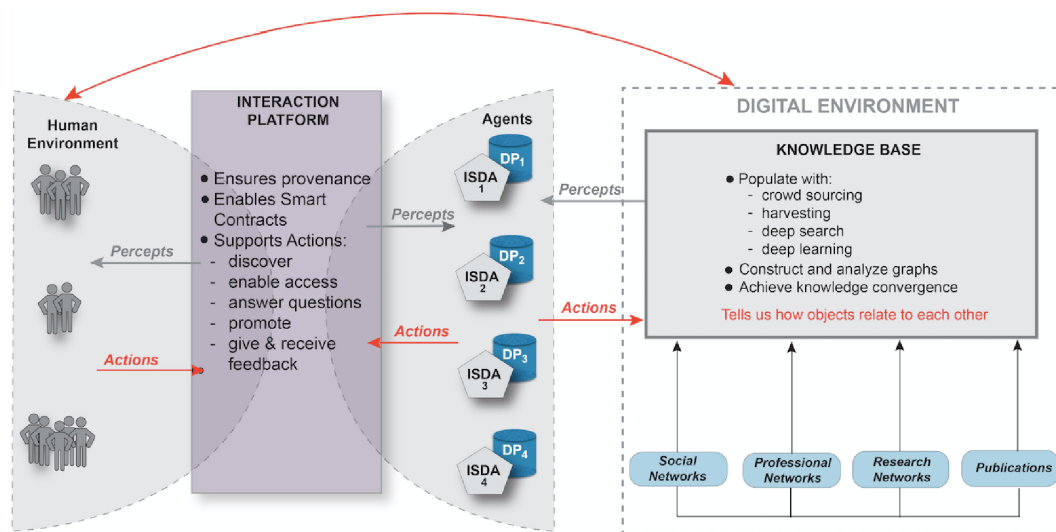 Human
Environment
Percepts
Actions
INTERACTION
PLATFORM
● Ensures provenance
● Enables Smart
Contracts
● Supports Actions:
- discover
- enable access
- answer questions
- promote
- give & receive
feedback
Percepts
Actions
Agents
DP1
ISDA
1
DP2
ISDA
2
DP3
ISDA
3
DP4
ISDA
4
Percepts
Actions
DIGITAL ENVIRONMENT
KNOWLEDGE BASE
● Populate with:
- crowd sourcing
- harvesting
- deep search
- deep learning
● Construct and analyze graphs
● Achieve knowledge convergence
Tells us how objects relate to each other
Social
Networks
Professional
Networks
Research
Networks
Publications